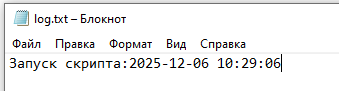 log.txt – Блокнот
Файл Правка Формат Вид Справка
Запуск скрипта:2025-12-06 10:29:06